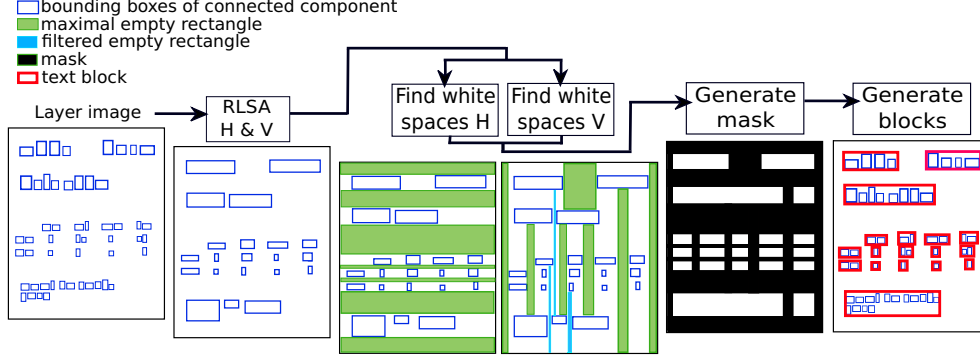 bounding boxes of connected component
maximal empty rectangle
filtered empty rectangle
mask
text block
Layer image
RLSA
H & V
Find white
spaces H
Find white
spaces V
Generate
mask
Generate
blocks